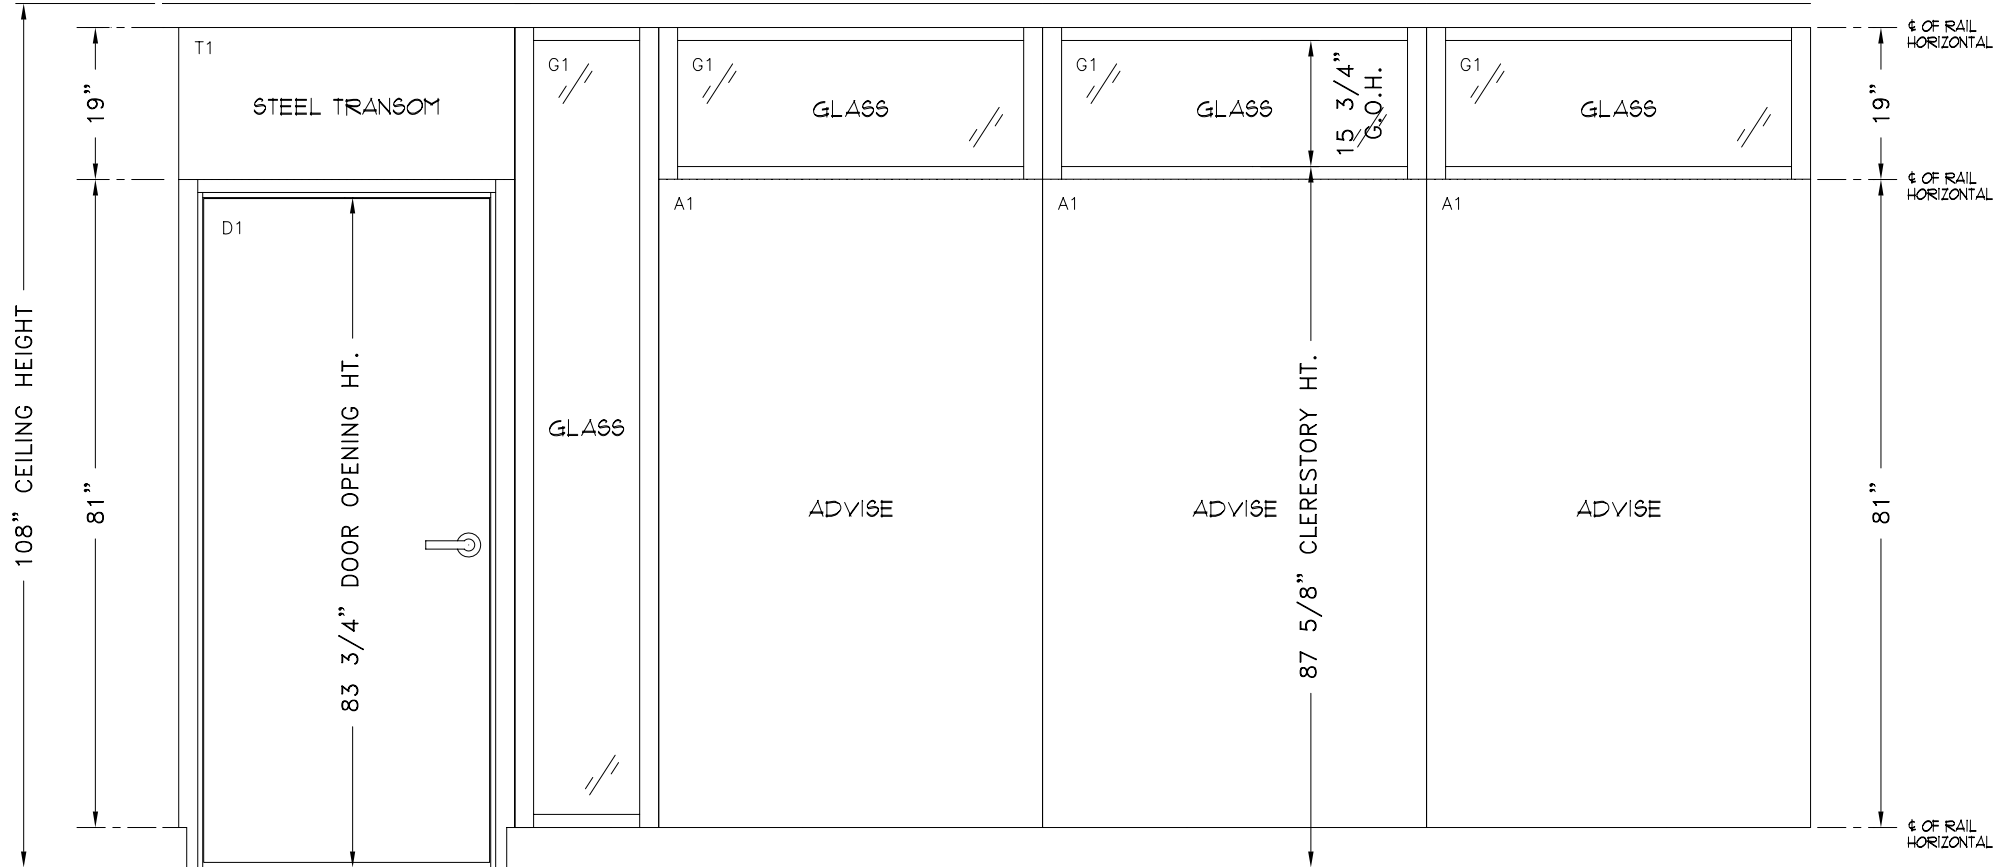 ℄ OF RAIL
HORIZONTAL
T1
G1
G1
G1
G1
19”
STEEL TRANSOM
GLASS
GLASS
GLASS
15 3/4”
G.O.H.
19”
℄ OF RAIL
HORIZONTAL
A1
A1
A1
D1
108” CEILING HEIGHT
81”
83 3/4” DOOR OPENING HT.
GLASS
ADVISE
ADVISE
87 5/8” CLERESTORY HT.
ADVISE
81”
℄ OF RAIL
HORIZONTAL